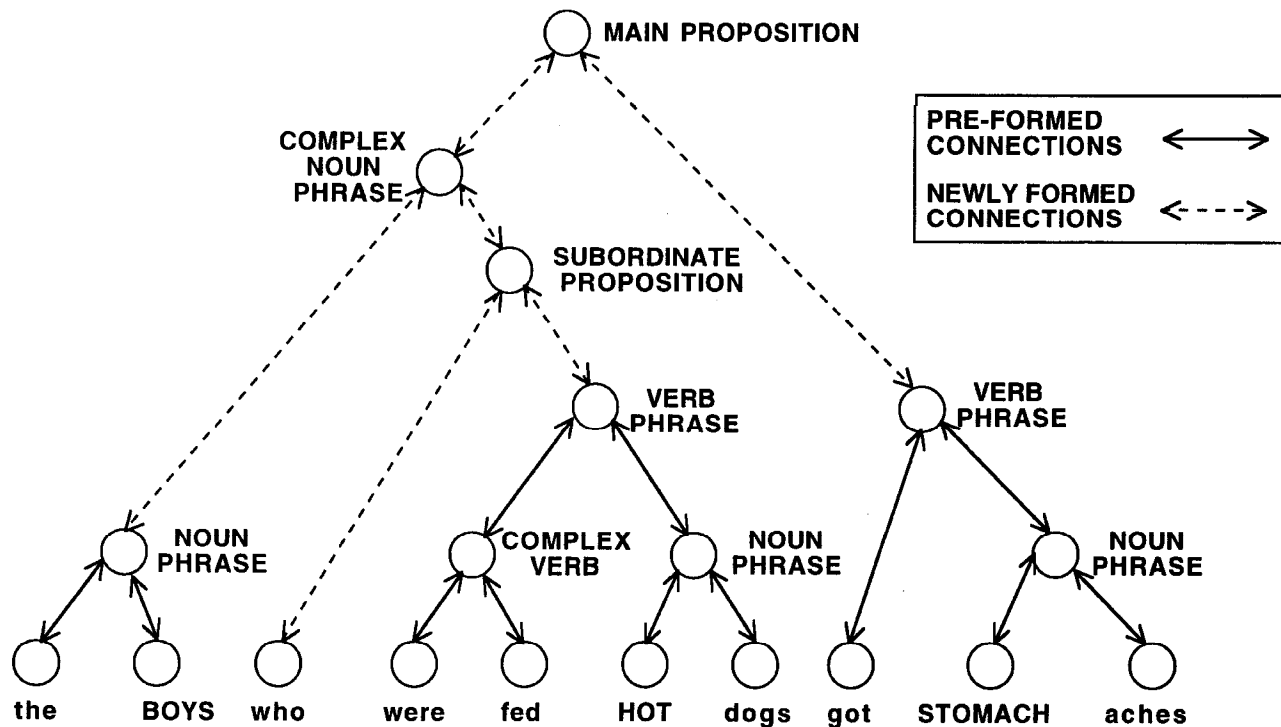 MAIN PROPOSITION
PRE-FORMED
CONNECTIONS
NEWLY FORMED
CONNECTIONS
COMPLEX
NOUN
PHRASE
SUBORDINATE
PROPOSITION
VERB
PHRASE
VERB
PHRASE
NOUN
PHRASE
COMPLEX
VERB
NOUN
PHRASE
NOUN
PHRASE
the BOYS who were fed HOT dogs got STOMACH aches